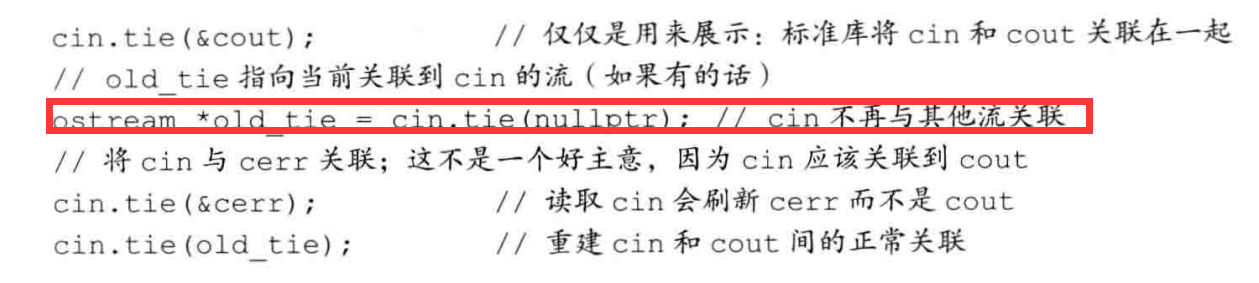 cin.tie(&cout);            // 仅仅是用来展示：标准库将 cin 和 cout 关联在一起
// old_tie 指向当前关联到 cin 的流（如果有的话）
ostream *old_tie = cin.tie(nullptr); // cin 不再与其他流关联
// 将 cin 与 cerr 关联；这不是一个好主意，因为 cin 应该关联到 cout
cin.tie(&cerr);            // 读取 cin 会刷新 cerr 而不是 cout
cin.tie(old_tie);          // 重建 cin 和 cout 间的正常关联